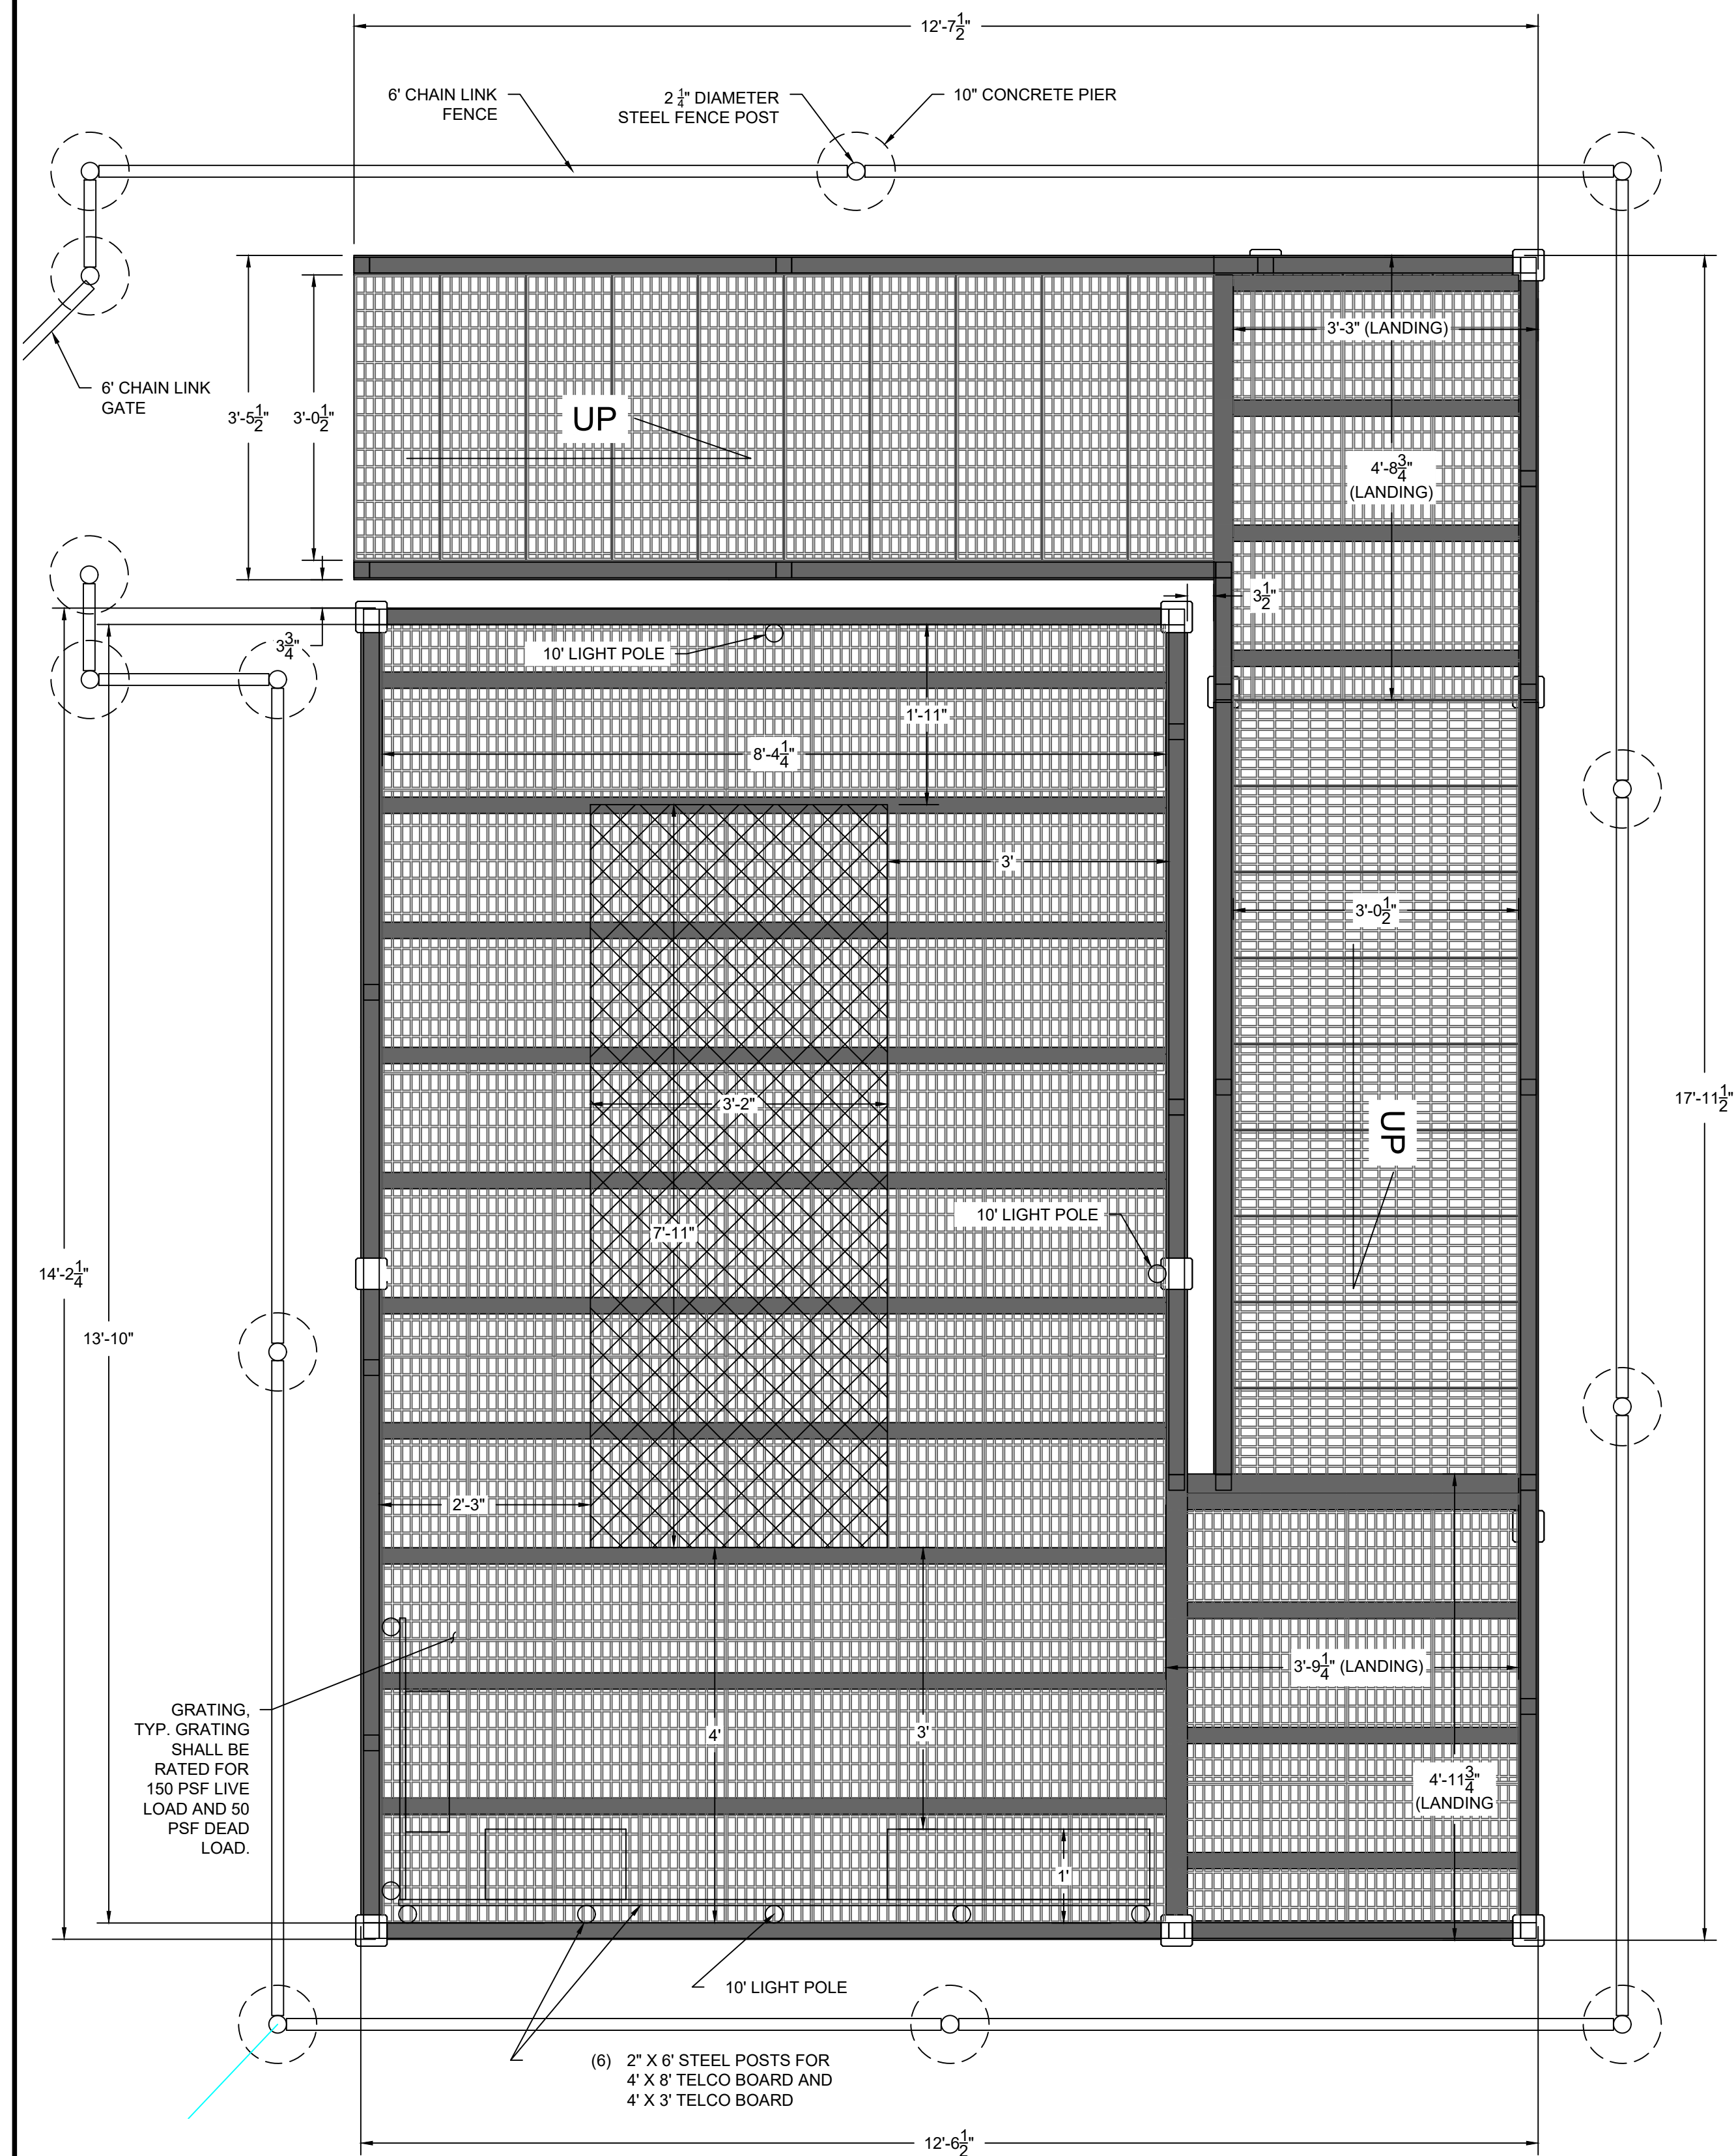 12'-7 1/2"
6' CHAIN LINK
FENCE
2 1/4" DIAMETER
STEEL FENCE POST
10" CONCRETE PIER
6' CHAIN LINK
GATE
3'-5 1/2"
3'-0 1/2"
UP
3'-3" (LANDING)
4'-8 3/4"
(LANDING)
3 1/2"
3 3/4"
10' LIGHT POLE
1'-11"
8'-4 1/4"
3'
3'-0 1/2"
17'-11 1/2"
3'-2"
UP
10' LIGHT POLE
7'-11"
14'-2 1/4"
13'-10"
2'-3"
3'-9 1/4" (LANDING)
GRATING,
TYP. GRATING
SHALL BE
RATED FOR
150 PSF LIVE
LOAD AND 50
PSF DEAD
LOAD.
4'
3'
4'-11 3/4"
(LANDING
1'
10' LIGHT POLE
(6) 2" X 6' STEEL POSTS FOR
4' X 8' TELCO BOARD AND
4' X 3' TELCO BOARD
12'-6 1/2"